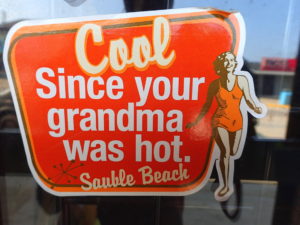 Cool
Since your
grandma
was hot.
Sauble Beach